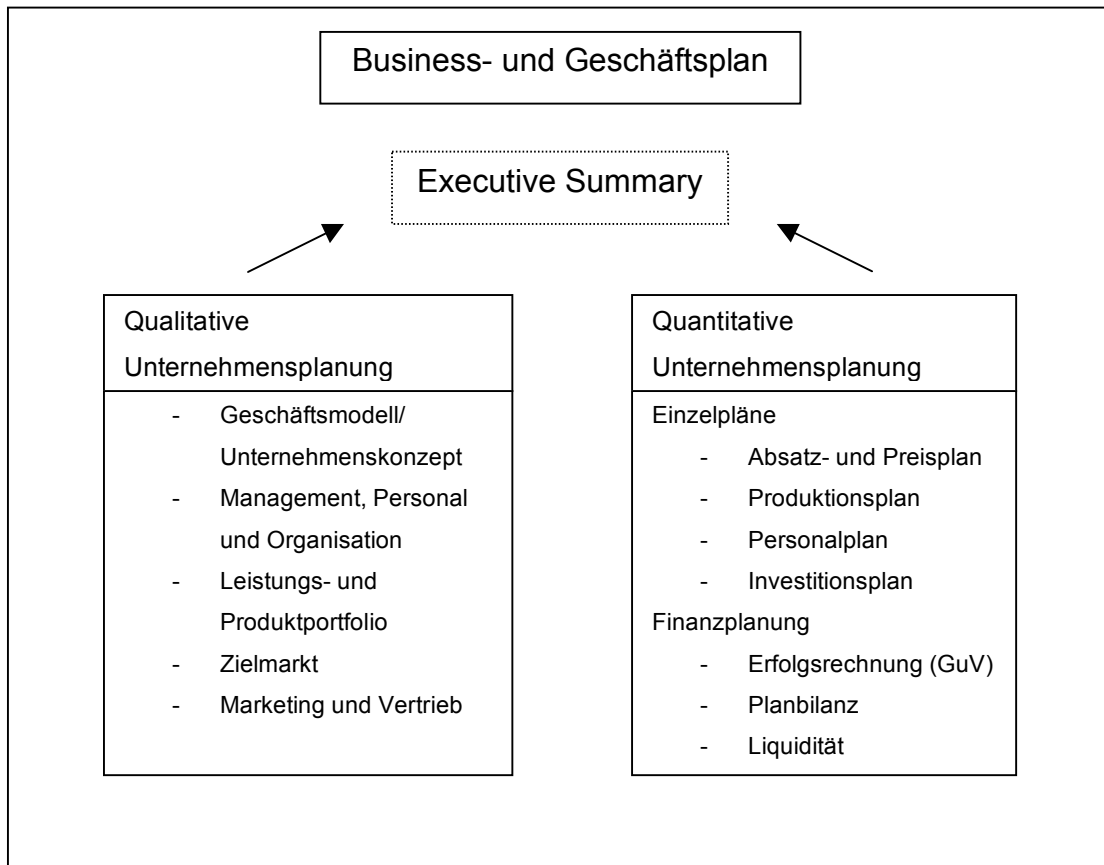 Business- und Geschäftsplan
Executive Summary
Qualitative
Unternehmensplanung
- Geschäftsmodell/
Unternehmenskonzept
- Management, Personal
und Organisation
- Leistungs- und
Produktportfolio
- Zielmarkt
- Marketing und Vertrieb
Quantitative
Unternehmensplanung
Einzelpläne
- Absatz- und Preisplan
- Produktionsplan
- Personalplan
- Investitionsplan
Finanzplanung
- Erfolgsrechnung (GuV)
- Planbilanz
- Liquidität